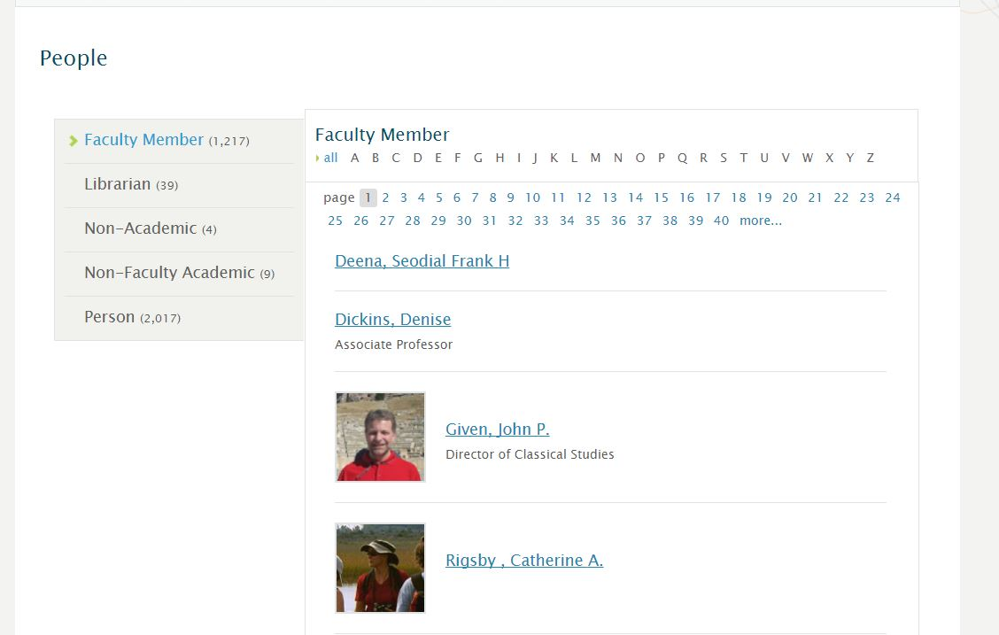 People
Faculty Member (1,217)
Librarian (39)
Non-Academic (4)
Non-Faculty Academic (9)
Person (2,017)
Faculty Member
all A B C D E F G H I J K L M N O P Q R S T U V W X Y Z
page 1 2 3 4 5 6 7 8 9 10 11 12 13 14 15 16 17 18 19 20 21 22 23 24
25 26 27 28 29 30 31 32 33 34 35 36 37 38 39 40 more...
Deena, Seodial Frank H
Dickins, Denise
Associate Professor
Given, John P.
Director of Classical Studies
Rigsby , Catherine A.